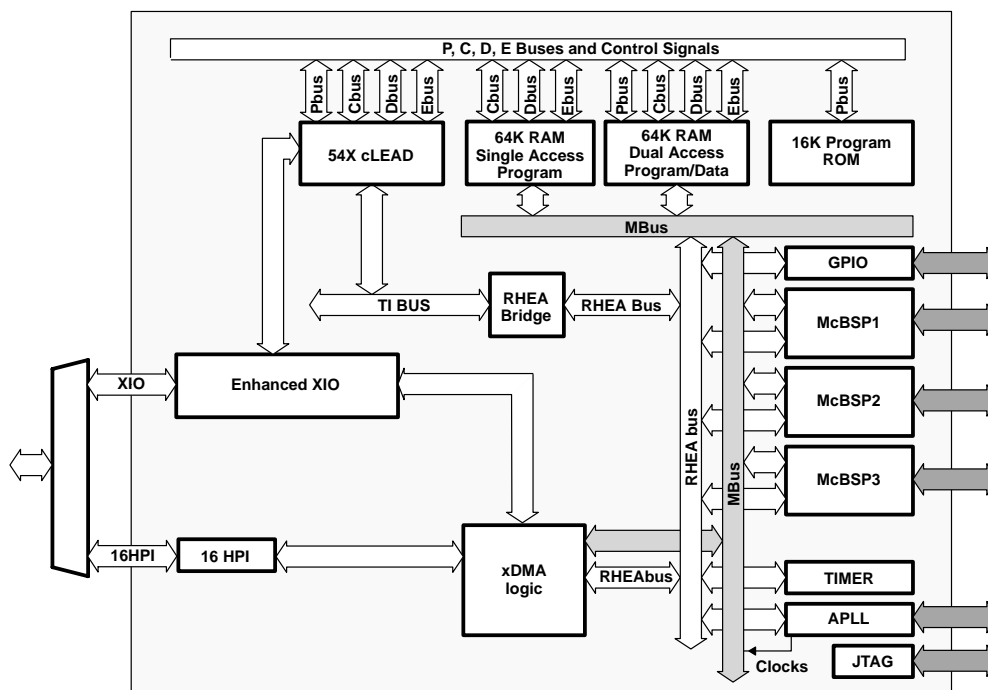 P, C, D, E Buses and Control Signals
Pbus
Cbus
Dbus
Ebus
Cbus
Dbus
Ebus
Pbus
Cbus
Dbus
Ebus
Pbus
54X cLEAD
64K RAM
Single Access
Program
64K RAM
Dual Access
Program/Data
16K Program
ROM
MBus
GPIO
TI BUS
RHEA
Bridge
RHEA Bus
McBSP1
XIO
Enhanced XIO
McBSP2
RHEA bus
MBus
McBSP3
16HPI
16 HPI
xDMA
logic
RHEAbus
TIMER
APLL
Clocks
JTAG